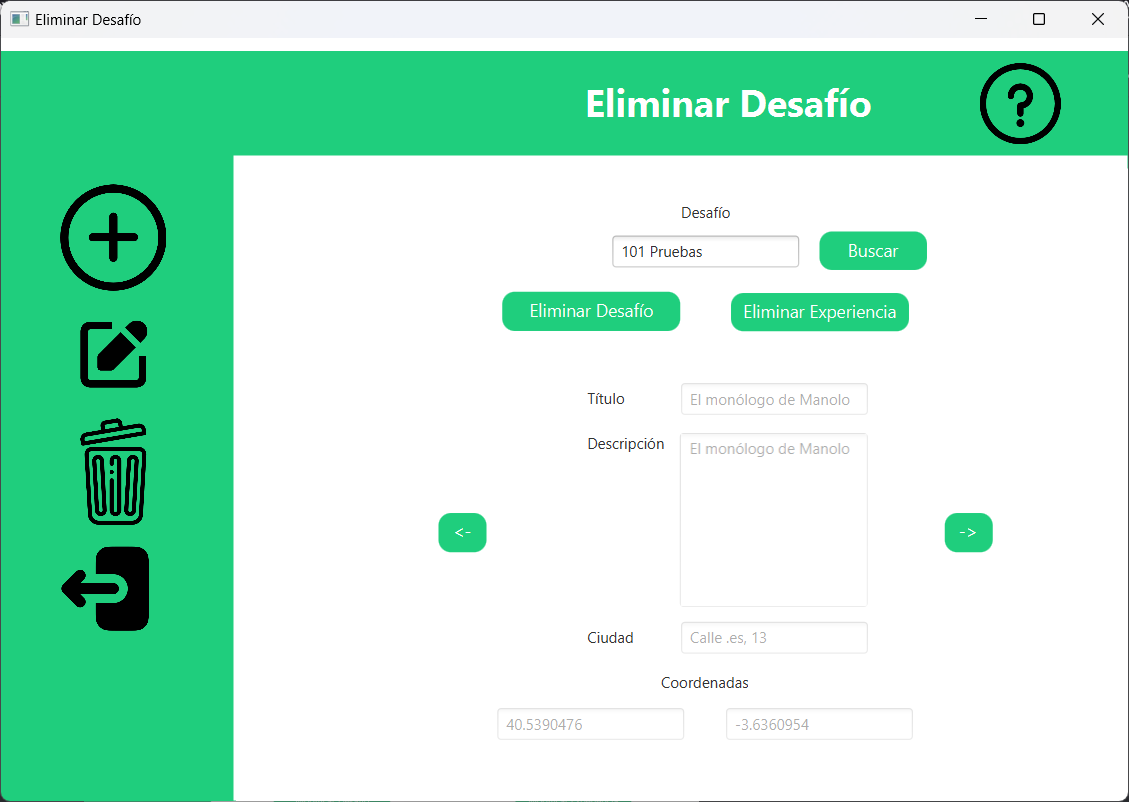 Eliminar Desafío
Eliminar Desafío
?
Desafío
101 Pruebas
Buscar
Eliminar Desafío
Eliminar Experiencia
Título
El monólogo de Manolo
Descripción
El monólogo de Manolo
<-
->
Ciudad
Calle .es, 13
Coordenadas
40.5390476
-3.6360954